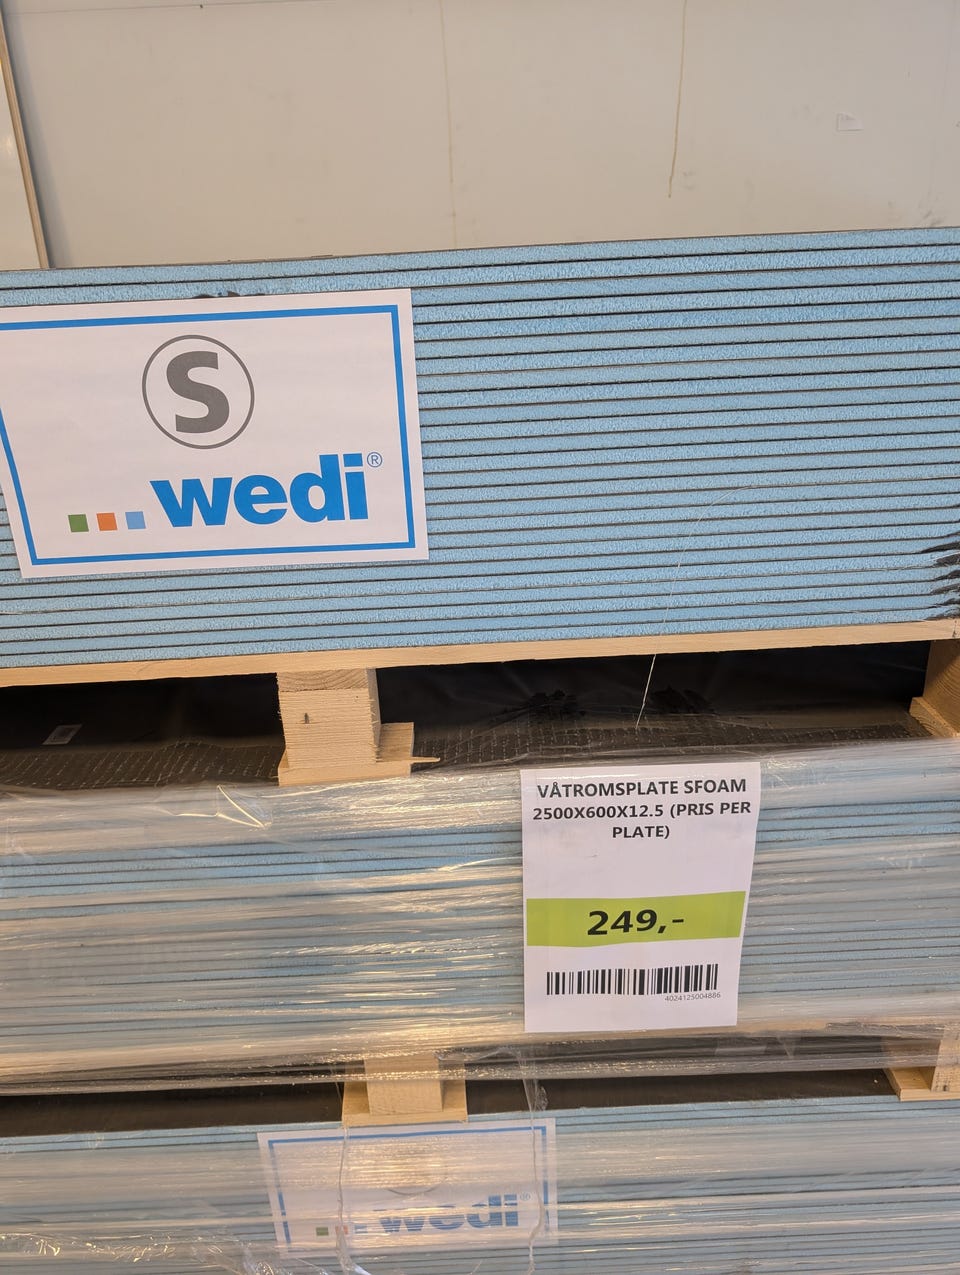 S
wedi®
VÅTROMSPLATE SFOAM
2500X600X12.5 (PRIS PER
PLATE)
249,-
4024125004886
wedi®